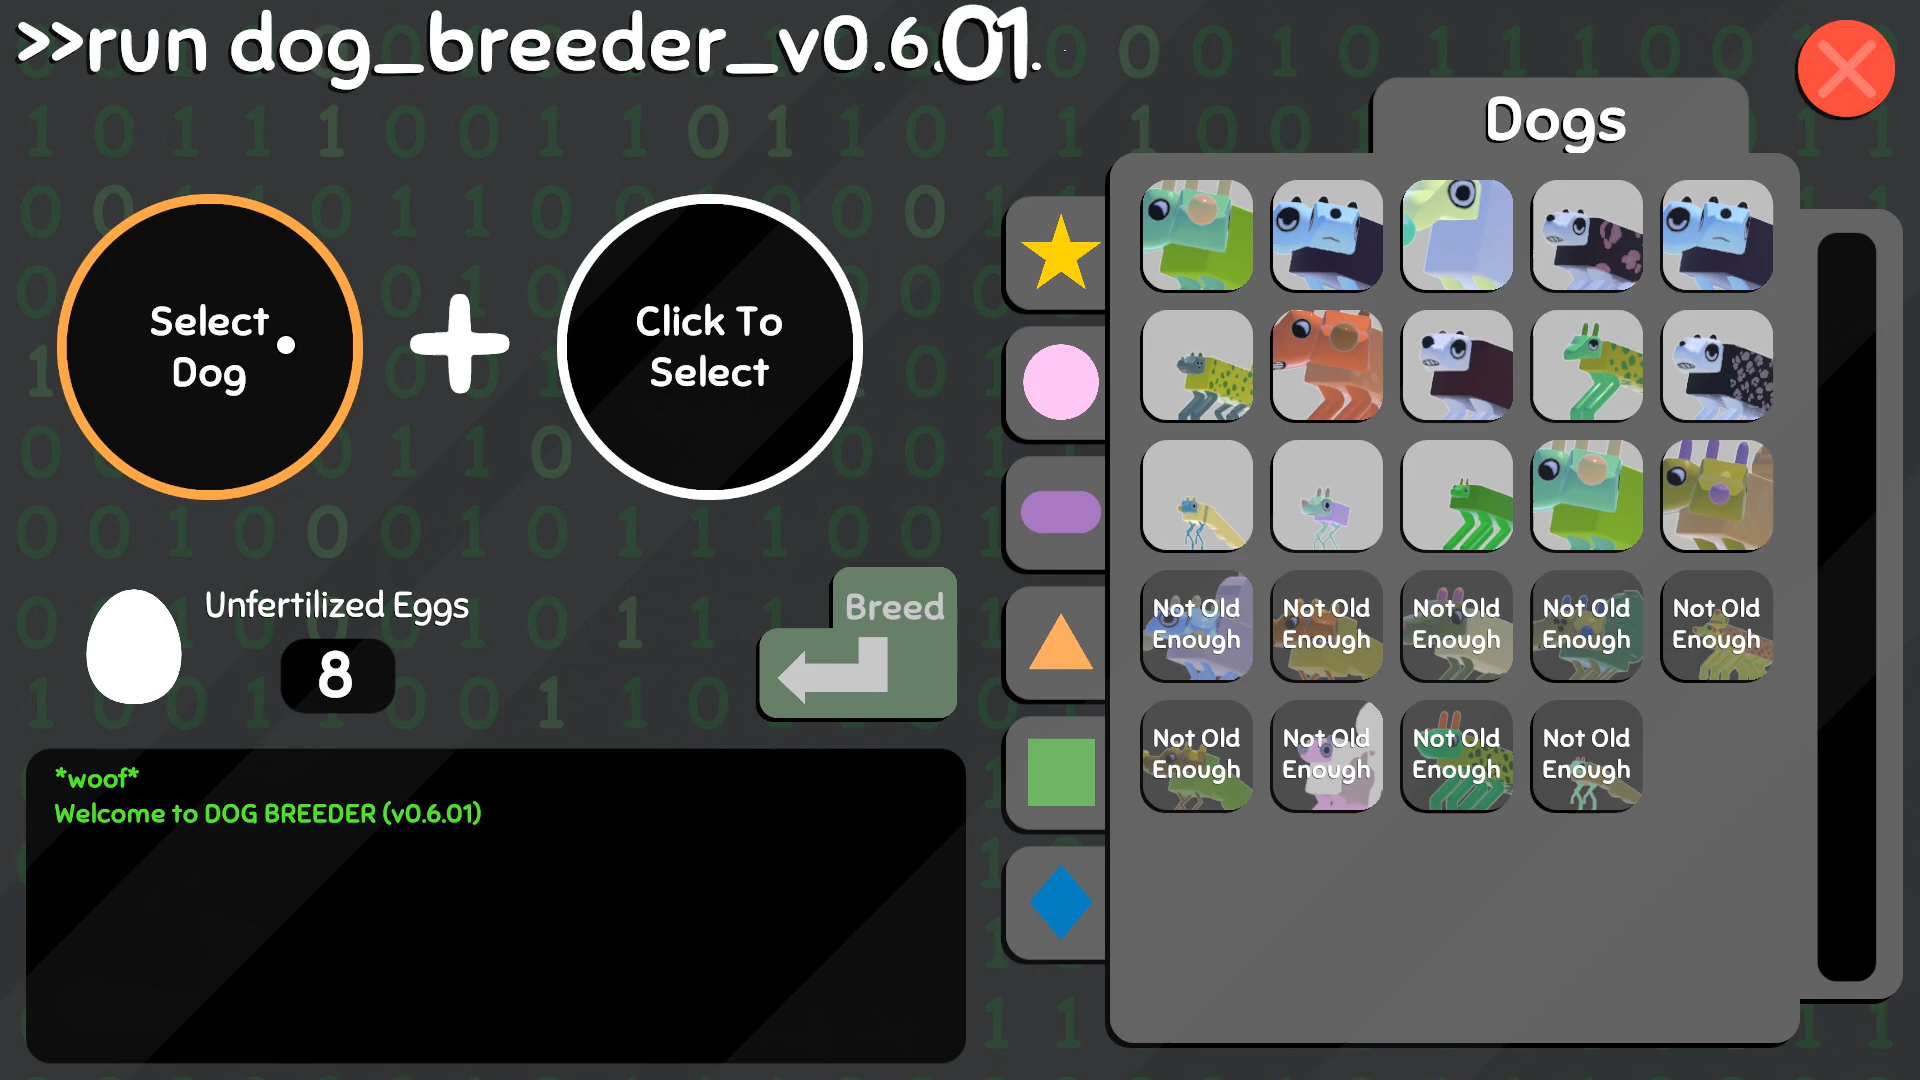 >>run dog_breeder_v0.6.01.
Dogs
Select
Dog
Click To
Select
Unfertilized Eggs
8
Breed
*woof*
Welcome to DOG BREEDER (v0.6.01)
Not Old
Enough
Not Old
Enough
Not Old
Enough
Not Old
Enough
Not Old
Enough
Not Old
Enough
Not Old
Enough
Not Old
Enough
Not Old
Enough